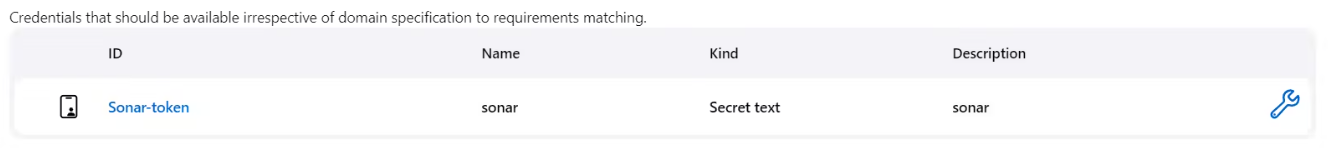 Credentials that should be available irrespective of domain specification to requirements matching.
ID Name Kind Description
Sonar-token sonar Secret text sonar